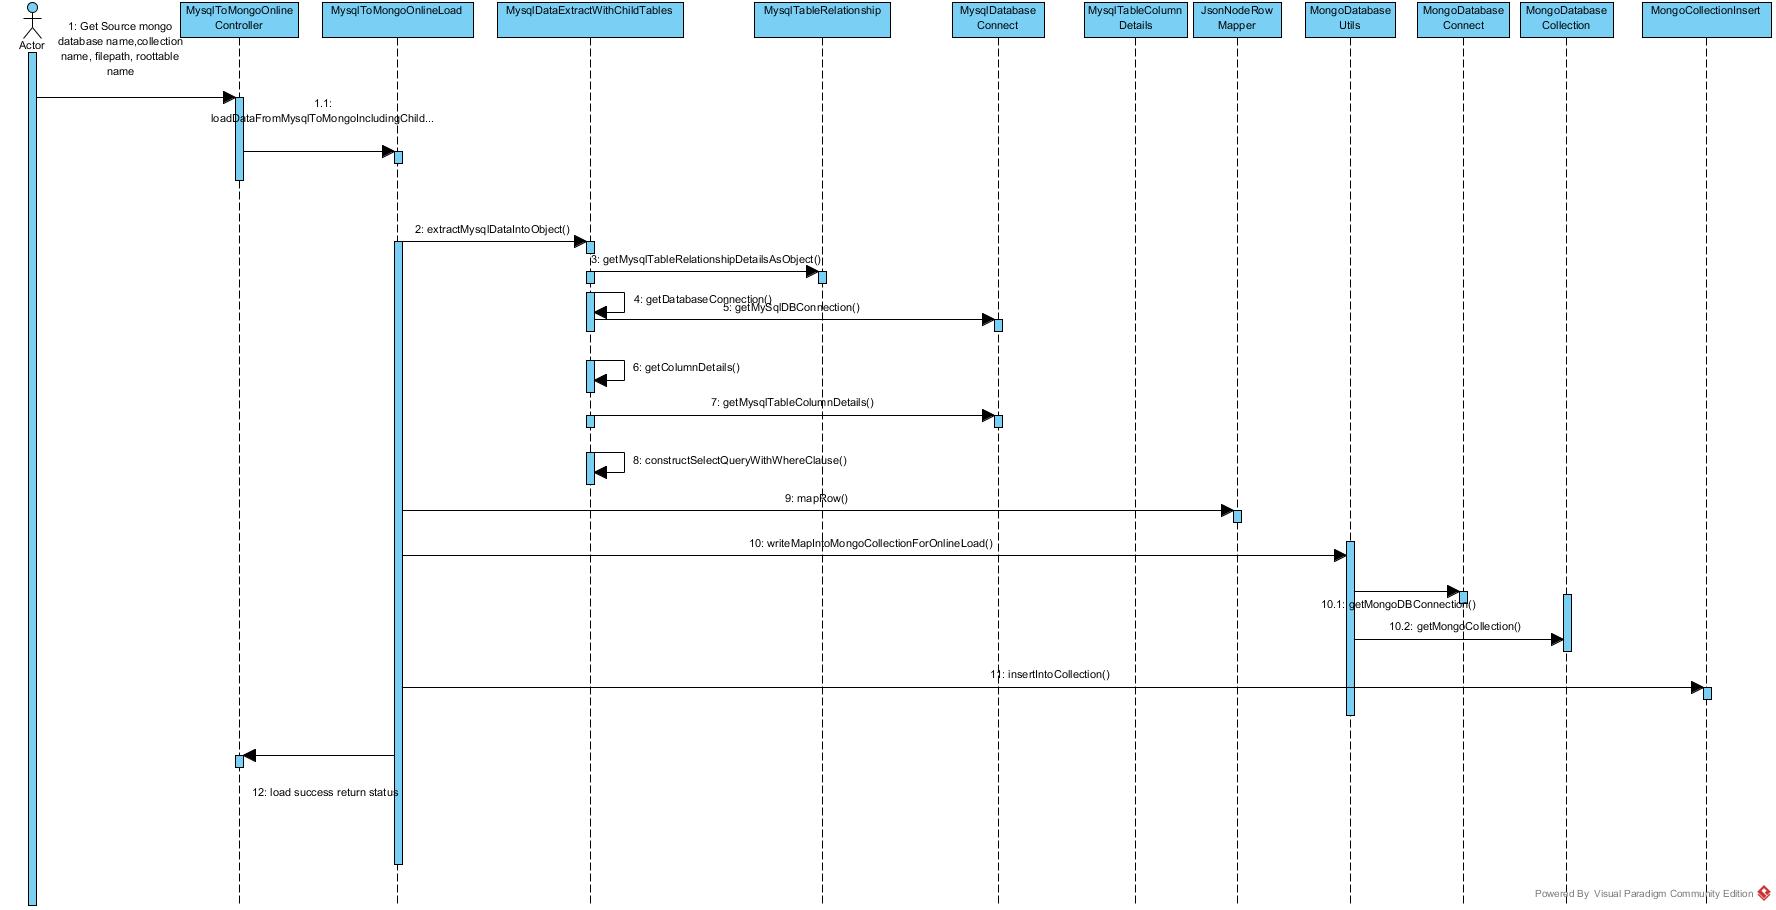 MysqlToMongoOnline
Controller
MysqlToMongoOnlineLoad
MysqlDataExtractWithChildTables
MysqlTableRelationship
MysqlDatabase
Connect
MysqlTableColumn
Details
JsonNodeRow
Mapper
MongoDatabase
Utils
MongoDatabase
Connect
MongoDatabase
Collection
MongoCollectionInsert
Actor
1: Get Source mongo
database name,collection
name, filepath, roottable
name
1.1:
loadDataFromMysqlToMongoIncludingChild...
2: extractMysqlDataIntoObject()
3: getMysqlTableRelationshipDetailsAsObject()
4: getDatabaseConnection()
5: getMySqlDBConnection()
6: getColumnDetails()
7: getMysqlTableColumnDetails()
8: constructSelectQueryWithWhereClause()
9: mapRow()
10: writeMapIntoMongoCollectionForOnlineLoad()
10.1: getMongoDBConnection()
10.2: getMongoCollection()
11: insertIntoCollection()
12: load success return status
Powered By Visual Paradigm Community Edition